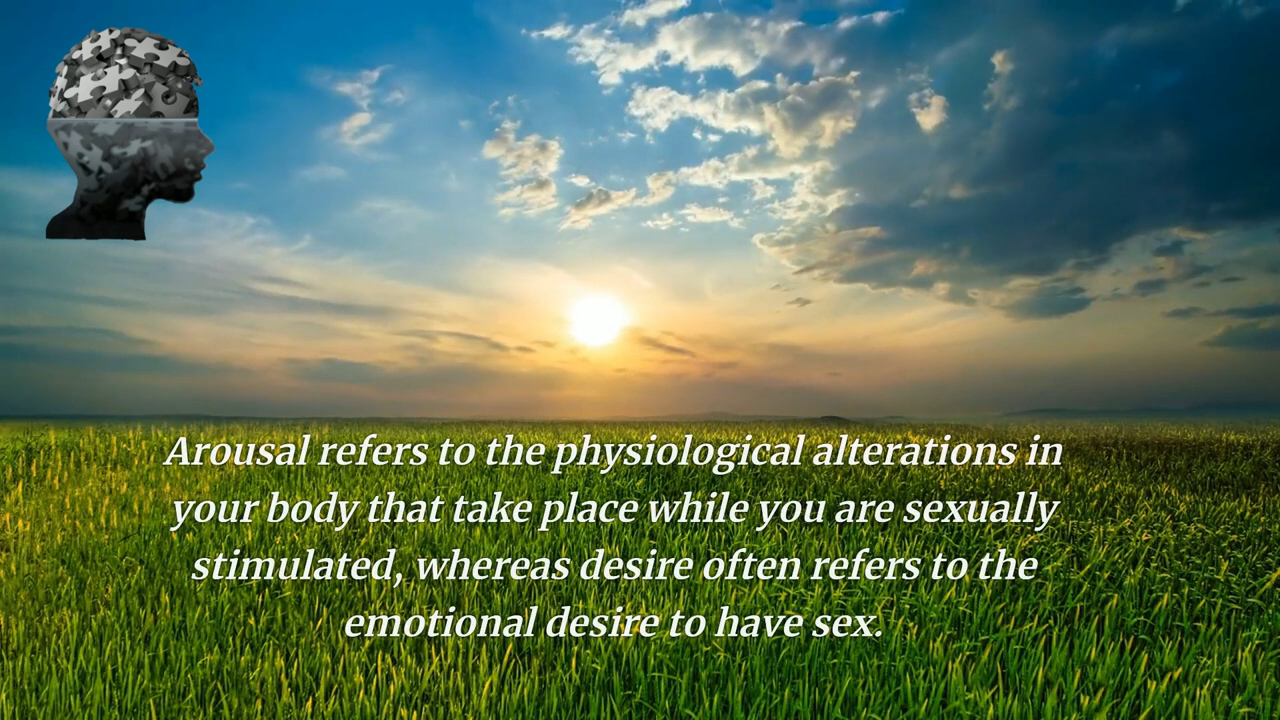 Arousal refers to the physiological alterations in
your body that take place while you are sexually
stimulated, whereas desire often refers to the
emotional desire to have sex.